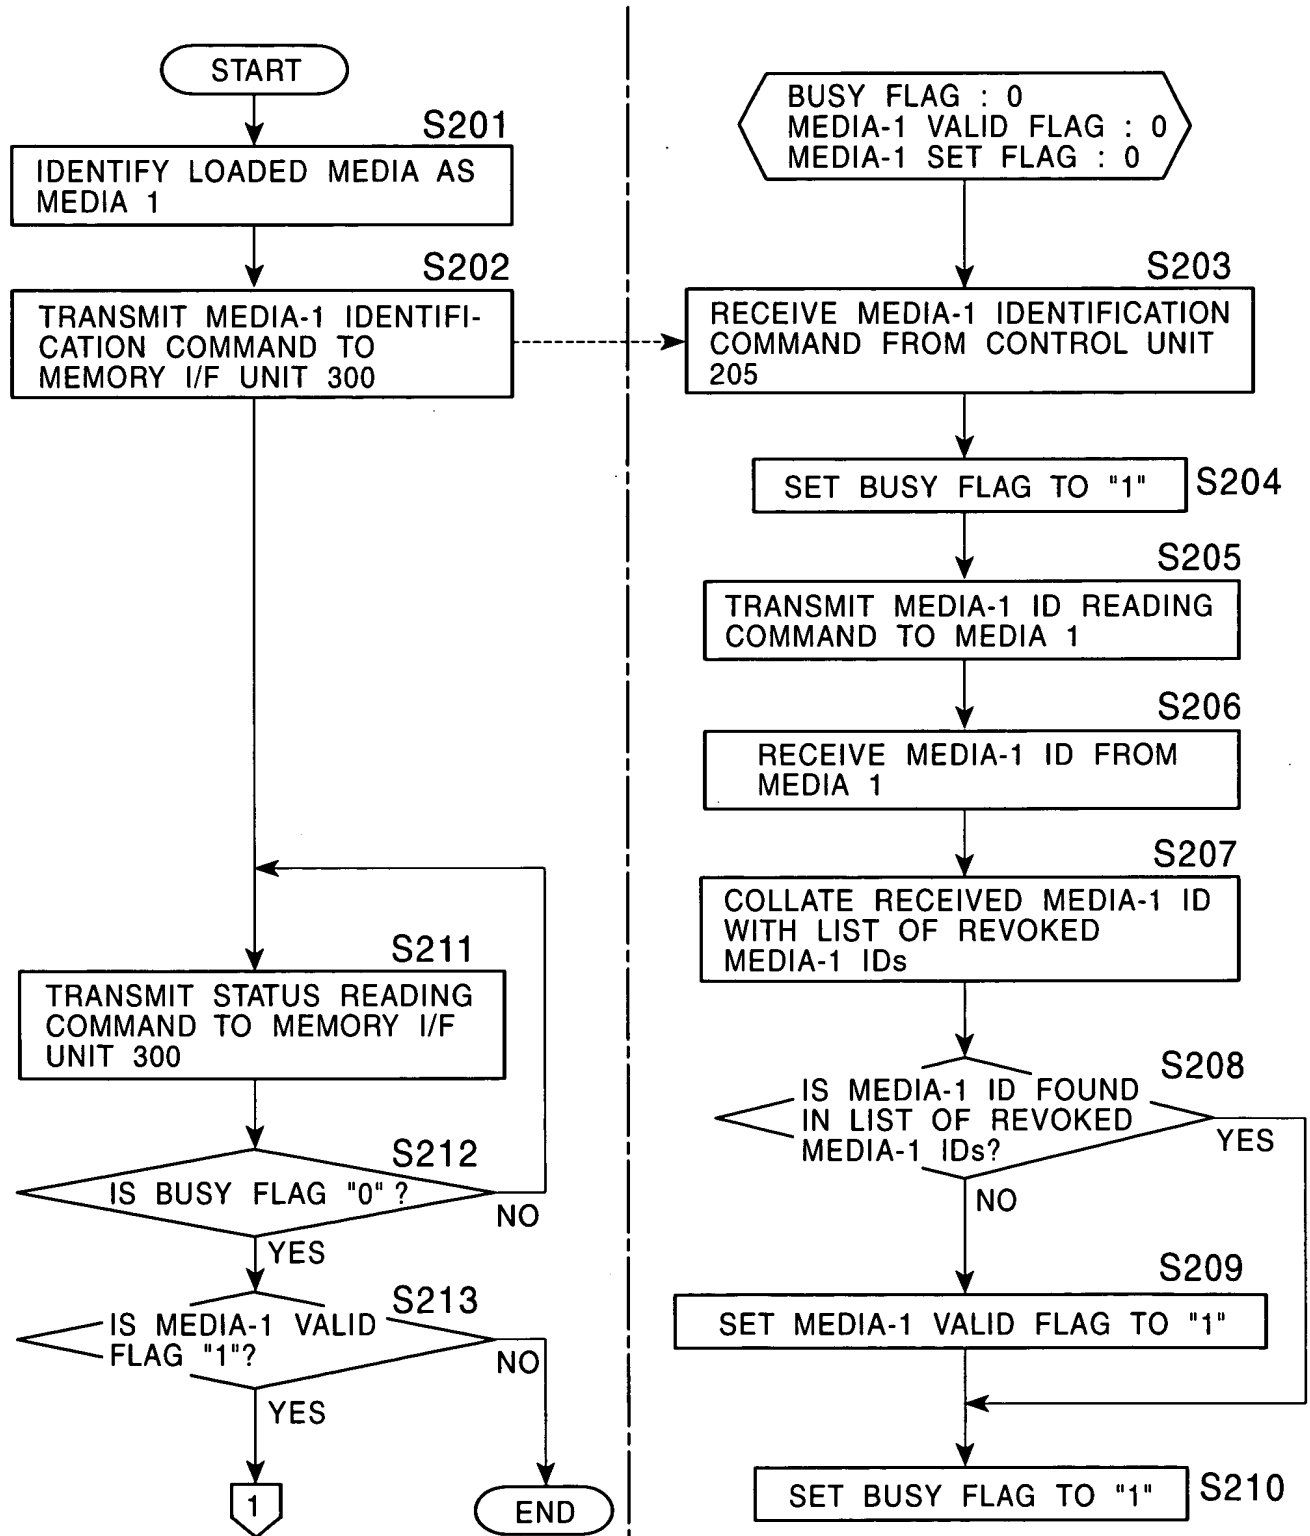 START
S201
IDENTIFY LOADED MEDIA AS
MEDIA 1
S202
TRANSMIT MEDIA-1 IDENTIFI-
CATION COMMAND TO
MEMORY I/F UNIT 300
S211
TRANSMIT STATUS READING
COMMAND TO MEMORY I/F
UNIT 300
S212
IS BUSY FLAG "0" ?
NO
YES
S213
IS MEDIA-1 VALID
FLAG "1"?
NO
YES
1
END
BUSY FLAG : 0
MEDIA-1 VALID FLAG : 0
MEDIA-1 SET FLAG : 0
S203
RECEIVE MEDIA-1 IDENTIFICATION
COMMAND FROM CONTROL UNIT
205
SET BUSY FLAG TO "1"
S204
S205
TRANSMIT MEDIA-1 ID READING
COMMAND TO MEDIA 1
S206
RECEIVE MEDIA-1 ID FROM
MEDIA 1
S207
COLLATE RECEIVED MEDIA-1 ID
WITH LIST OF REVOKED
MEDIA-1 IDs
S208
IS MEDIA-1 ID FOUND
IN LIST OF REVOKED
MEDIA-1 IDs?
YES
NO
S209
SET MEDIA-1 VALID FLAG TO "1"
SET BUSY FLAG TO "1"
S210